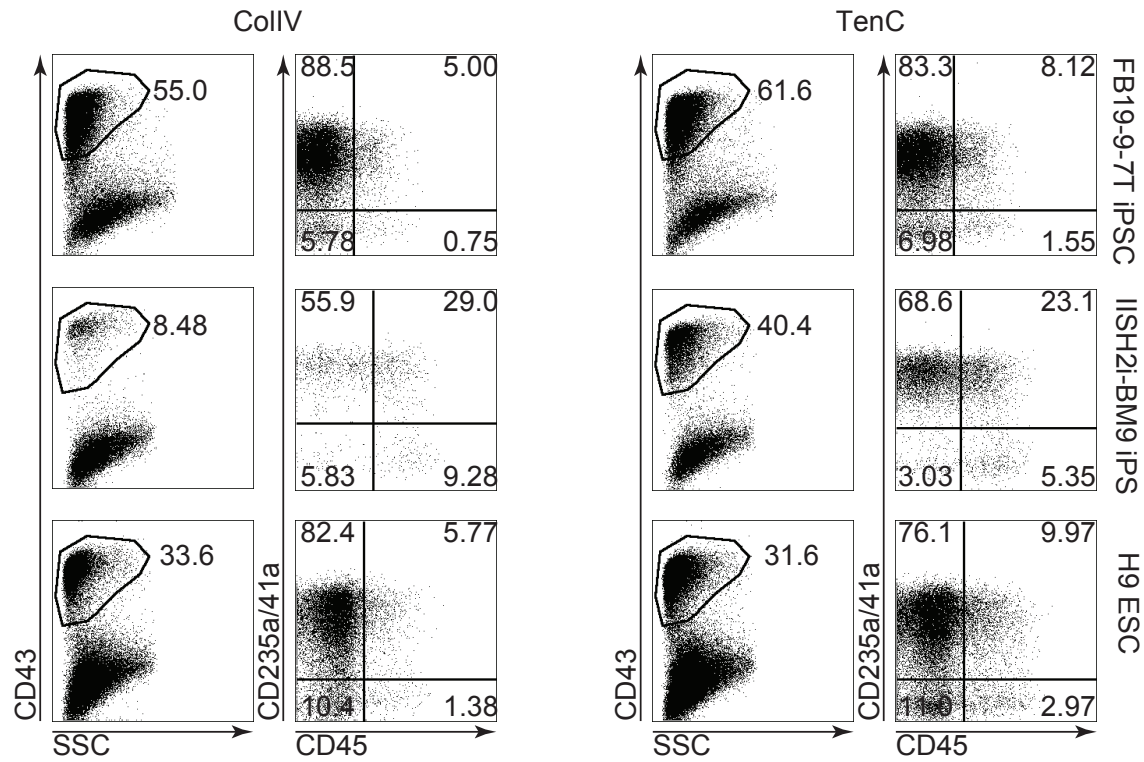 ColIV
TenC
55.0
88.5 5.00
5.78 0.75
61.6
83.3 8.12
6.98 1.55
FB19-9-7T iPSC
8.48
55.9 29.0
5.83 9.28
40.4
68.6 23.1
3.03 5.35
IISH2i-BM9 iPS
33.6
82.4 5.77
10.4 1.38
31.6
76.1 9.97
11.0 2.97
H9 ESC
CD43
CD235a/41a
CD43
CD235a/41a
SSC
CD45
SSC
CD45